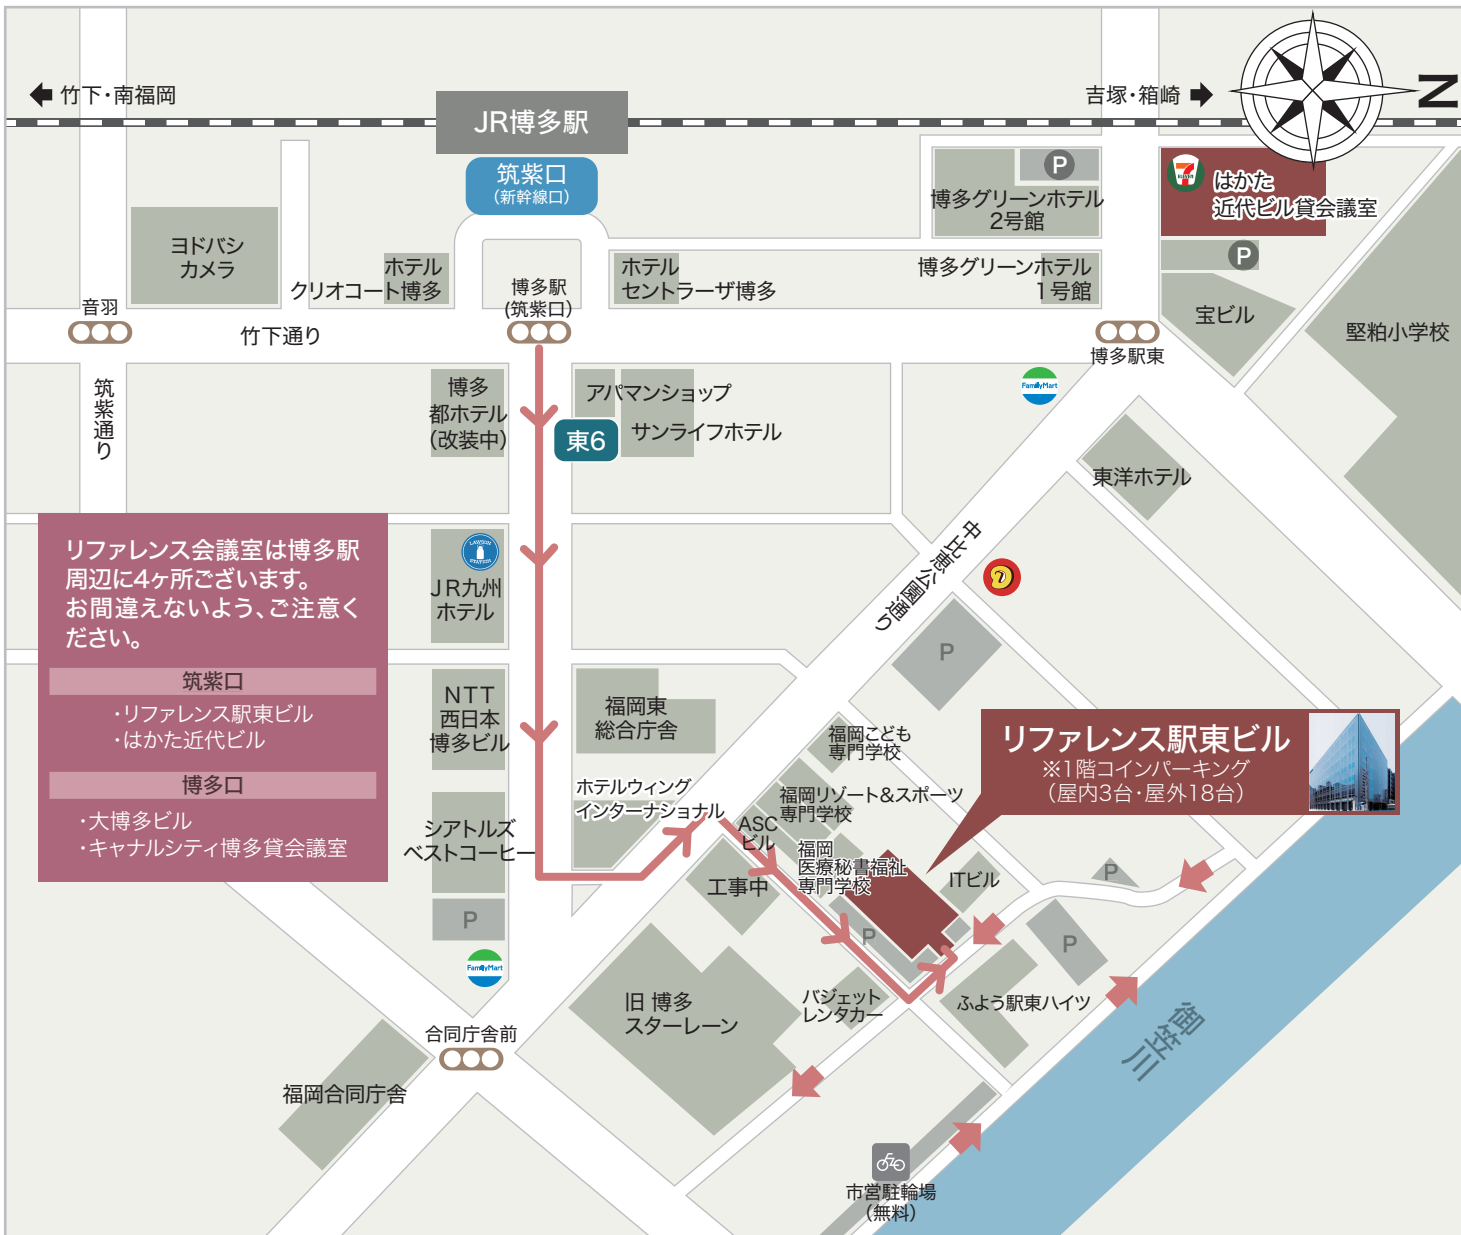 竹下・南福岡
JR博多駅
吉塚・箱崎
N
筑紫口
(新幹線口)
P
博多グリーンホテル
2号館
7
ELEVEN
はかた
近代ビル貸会議室
ヨドバシ
カメラ
ホテル
クリオコート博多
博多駅
(筑紫口)
ホテル
セントラーザ博多
博多グリーンホテル
1号館
P
音羽
竹下通り
宝ビル
堅粕小学校
博多駅東
筑紫通り
博多
都ホテル
(改装中)
アパマンショップ
東6
サンライフホテル
FamilyMart
東洋ホテル
リファレンス会議室は博多駅
周辺に4ヶ所ございます。
お間違えないよう、ご注意く
ださい。
筑紫口
・リファレンス駅東ビル
・はかた近代ビル
博多口
・大博多ビル
・キャナルシティ博多貸会議室
LAWSON
STATION
JR九州
ホテル
中比恵公園通り
P
NTT
西日本
博多ビル
福岡東
総合庁舎
福岡こども
専門学校
リファレンス駅東ビル
※1階コインパーキング
(屋内3台・屋外18台)
ホテルウィング
インターナショナル
福岡リゾート&スポーツ
専門学校
シアトルズ
ベストコーヒー
ASC
ビル
福岡
医療秘書福祉
専門学校
工事中
ITビル
P
P
P
P
FamilyMart
旧 博多
スターレーン
バジェット
レンタカー
ふよう駅東ハイツ
御笠川
合同庁舎前
福岡合同庁舎
市営駐輪場
(無料)